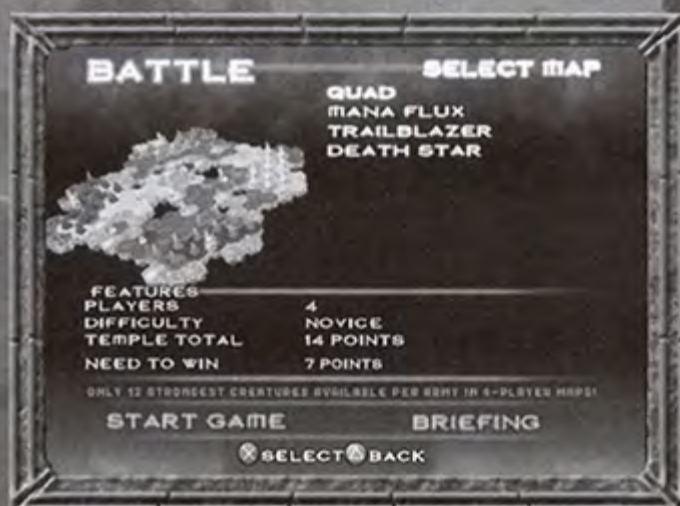 BATTLE SELECT MAP
QUAD
MANA FLUX
TRAILBLAZER
DEATH STAR
FEATURES
PLAYERS 4
DIFFICULTY NOVICE
TEMPLE TOTAL 14 POINTS
NEED TO WIN 7 POINTS
ONLY 12 STRONGEST CREATURES AVAILABLE PER ARMY IN 4-PLAYER MAPS!
START GAME BRIEFING
SELECT BACK